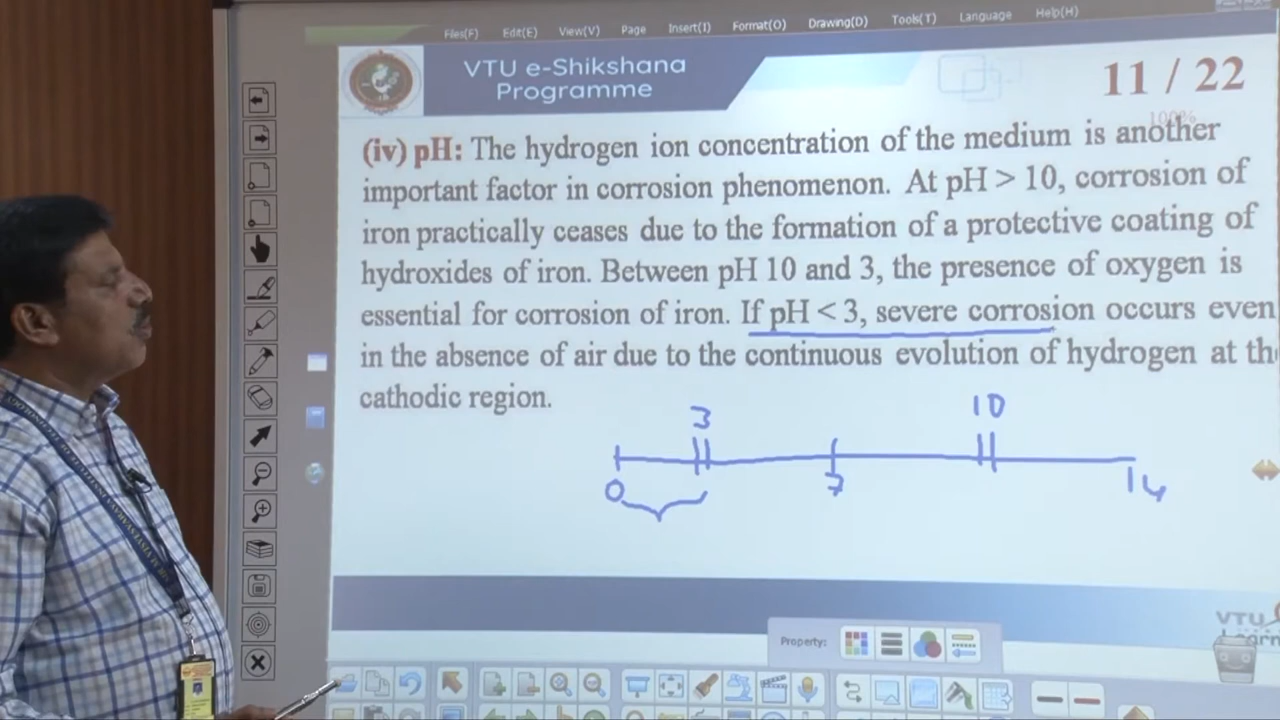 Files(F) Edit(E) View(V) Page Insert(I) Format(O) Drawing(D) Tools(T) Language Help(H)
VTU e-Shikshana
Programme
11 / 22
100%
(iv) pH: The hydrogen ion concentration of the medium is another
important factor in corrosion phenomenon. At pH > 10, corrosion of
iron practically ceases due to the formation of a protective coating of
hydroxides of iron. Between pH 10 and 3, the presence of oxygen is
essential for corrosion of iron. If pH < 3, severe corrosion occurs even
in the absence of air due to the continuous evolution of hydrogen at th
cathodic region.
3 10
0 7 14
VTU
Learn
Property: